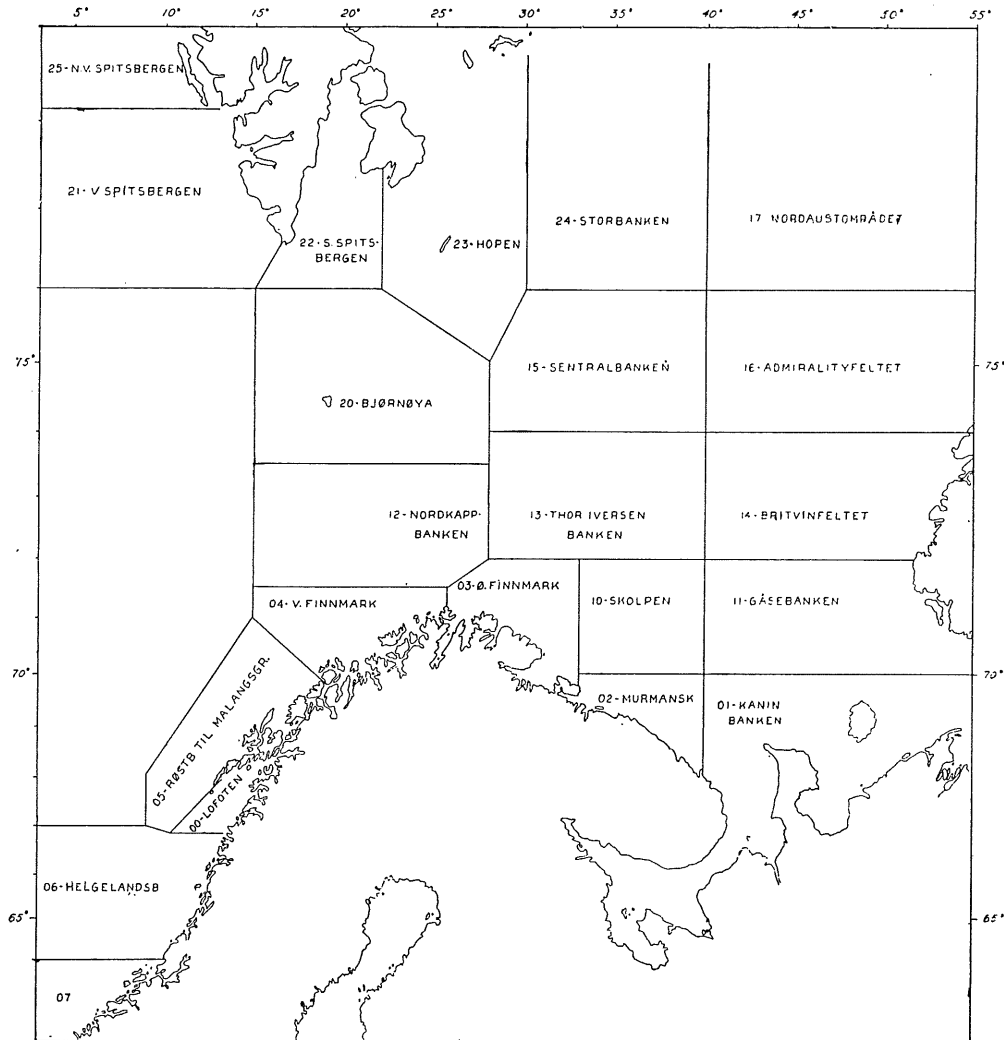 5° 10° 15° 20° 25° 30° 35° 40° 45° 50° 55°
25-N.V. SPITSBERGEN
21-V SPITSBERGEN
22-S. SPITS-
BERGEN
23-HOPEN
24-STORBANKEN
17 NORDAUSTOMRÅDET
75°
15-SENTRALBANKEN
16-ADMIRALITYFELTET
75°
20-BJØRNØYA
12-NORDKAPP-
BANKEN
13-THOR IVERSEN
BANKEN
14-BRITVINFELTET
04-V. FINNMARK
03-Ø. FINNMARK
10-SKOLPEN
11-GÅSEBANKEN
70°
70°
05-RØSTB TIL MALANGSGR.
00-LOFOTEN
02-MURMANSK
01-KANIN
BANKEN
06-HELGELANDSB
65°
65°
07